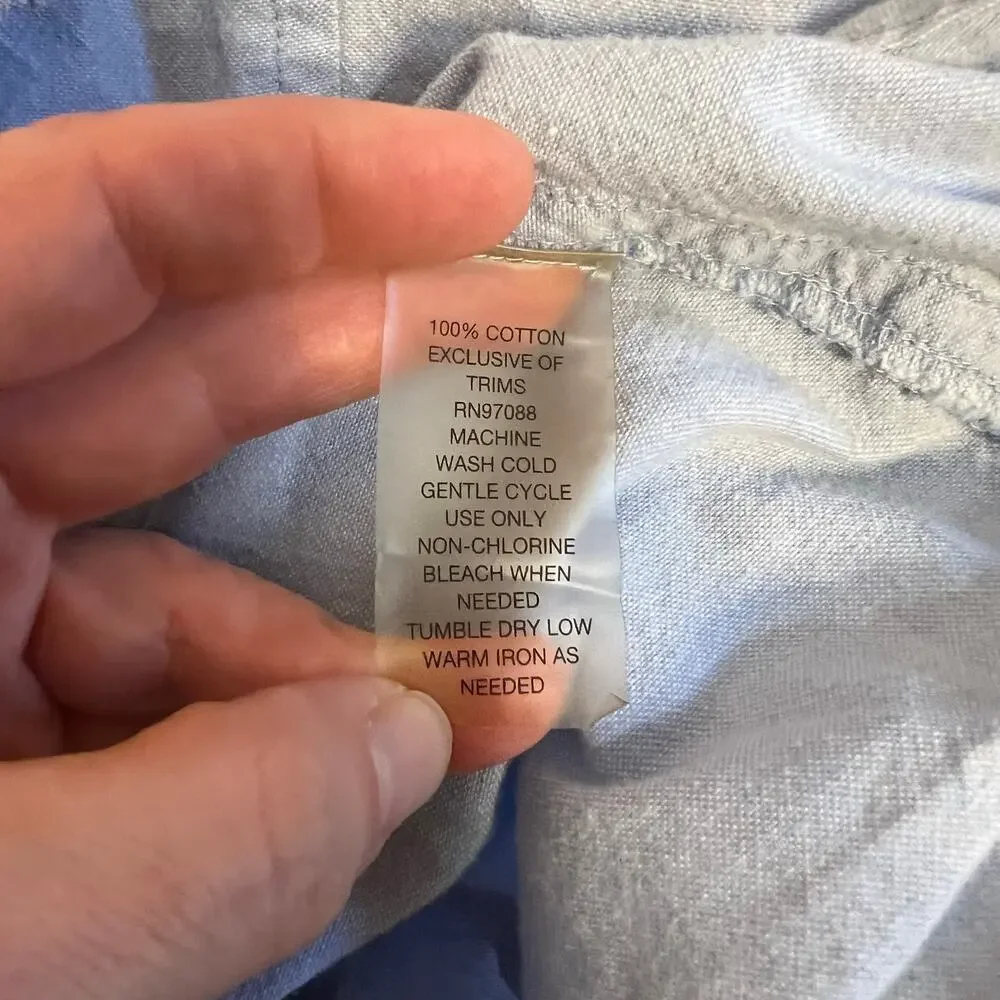 100% COTTON
EXCLUSIVE OF
TRIMS
RN97088
MACHINE
WASH COLD
GENTLE CYCLE
USE ONLY
NON-CHLORINE
BLEACH WHEN
NEEDED
TUMBLE DRY LOW
WARM IRON AS
NEEDED